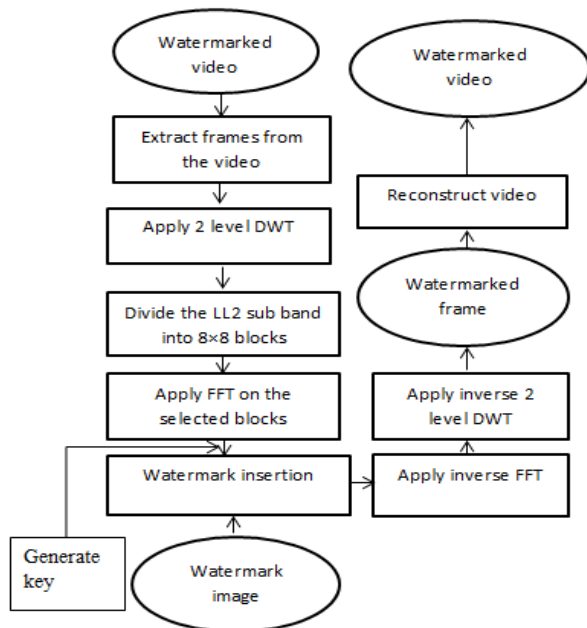 Watermarked
video
Extract frames from
the video
Apply 2 level DWT
Divide the LL2 sub band
into 8×8 blocks
Apply FFT on the
selected blocks
Watermark insertion
Generate
key
Watermark
image
Apply inverse FFT
Apply inverse 2
level DWT
Watermarked
frame
Reconstruct video
Watermarked
video